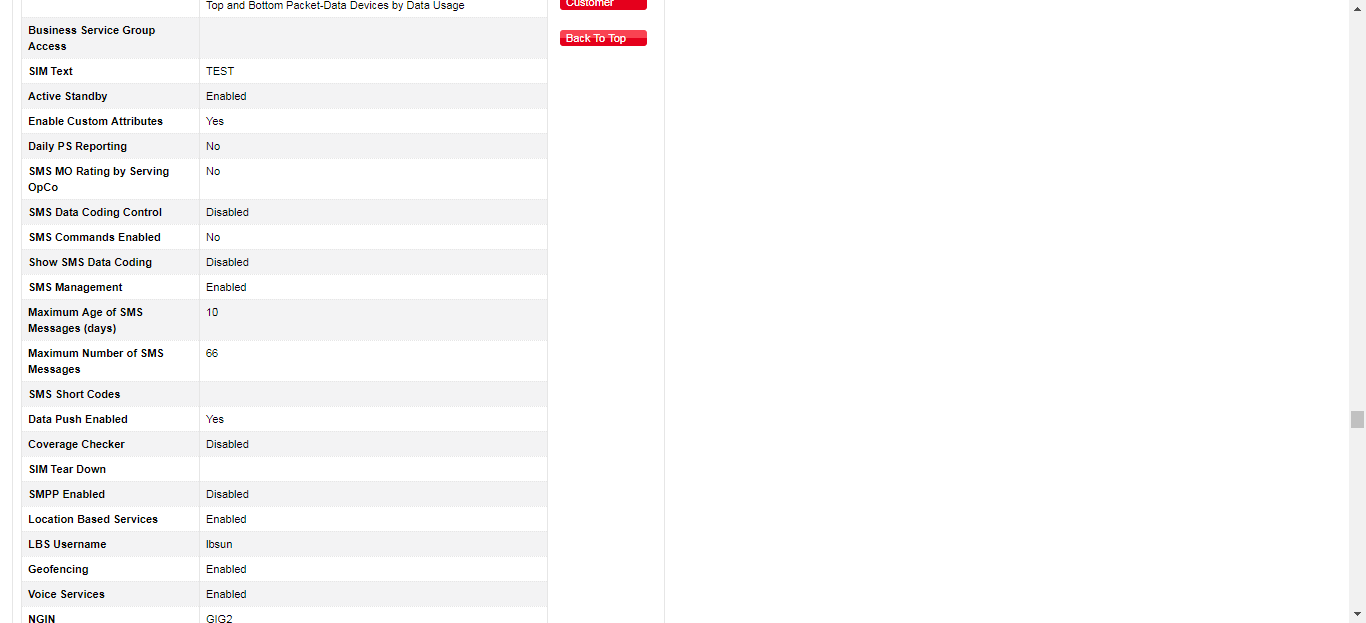 Top and Bottom Packet-Data Devices by Data Usage
Customer
Back To Top
Business Service Group
Access
SIM Text TEST
Active Standby Enabled
Enable Custom Attributes Yes
Daily PS Reporting No
SMS MO Rating by Serving No
OpCo
SMS Data Coding Control Disabled
SMS Commands Enabled No
Show SMS Data Coding Disabled
SMS Management Enabled
Maximum Age of SMS 10
Messages (days)
Maximum Number of SMS 66
Messages
SMS Short Codes
Data Push Enabled Yes
Coverage Checker Disabled
SIM Tear Down
SMPP Enabled Disabled
Location Based Services Enabled
LBS Username lbsun
Geofencing Enabled
Voice Services Enabled
NGIN GIG2